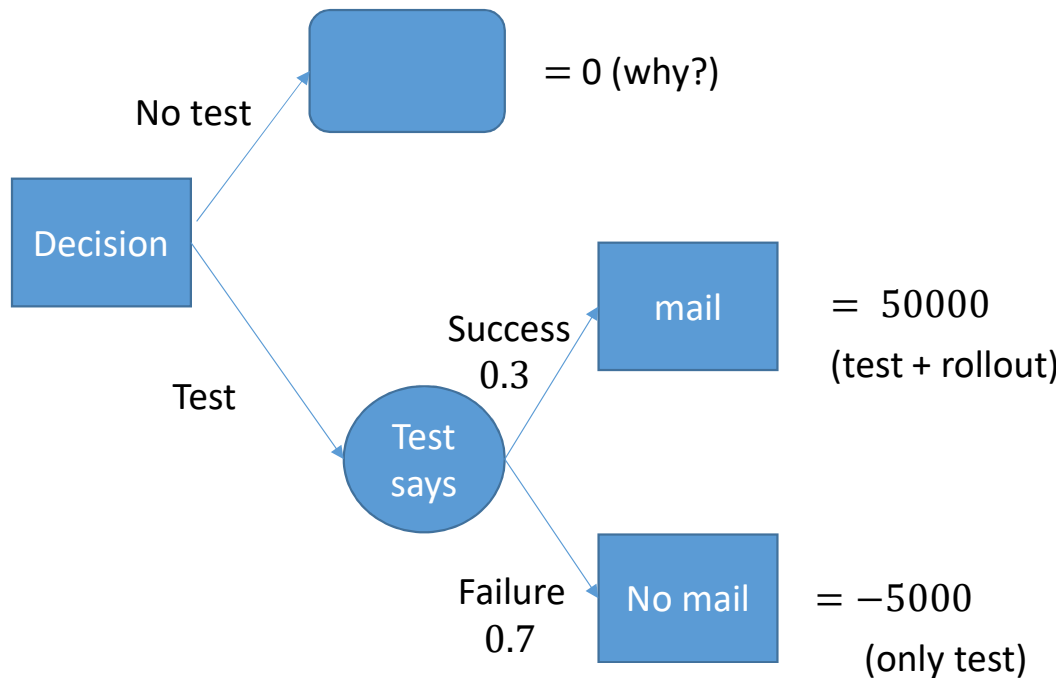 = 0 (why?)
No test
Decision
mail
= 50000
(test + rollout)
Success
0.3
Test
Test
says
Failure
0.7
No mail
= −5000
(only test)